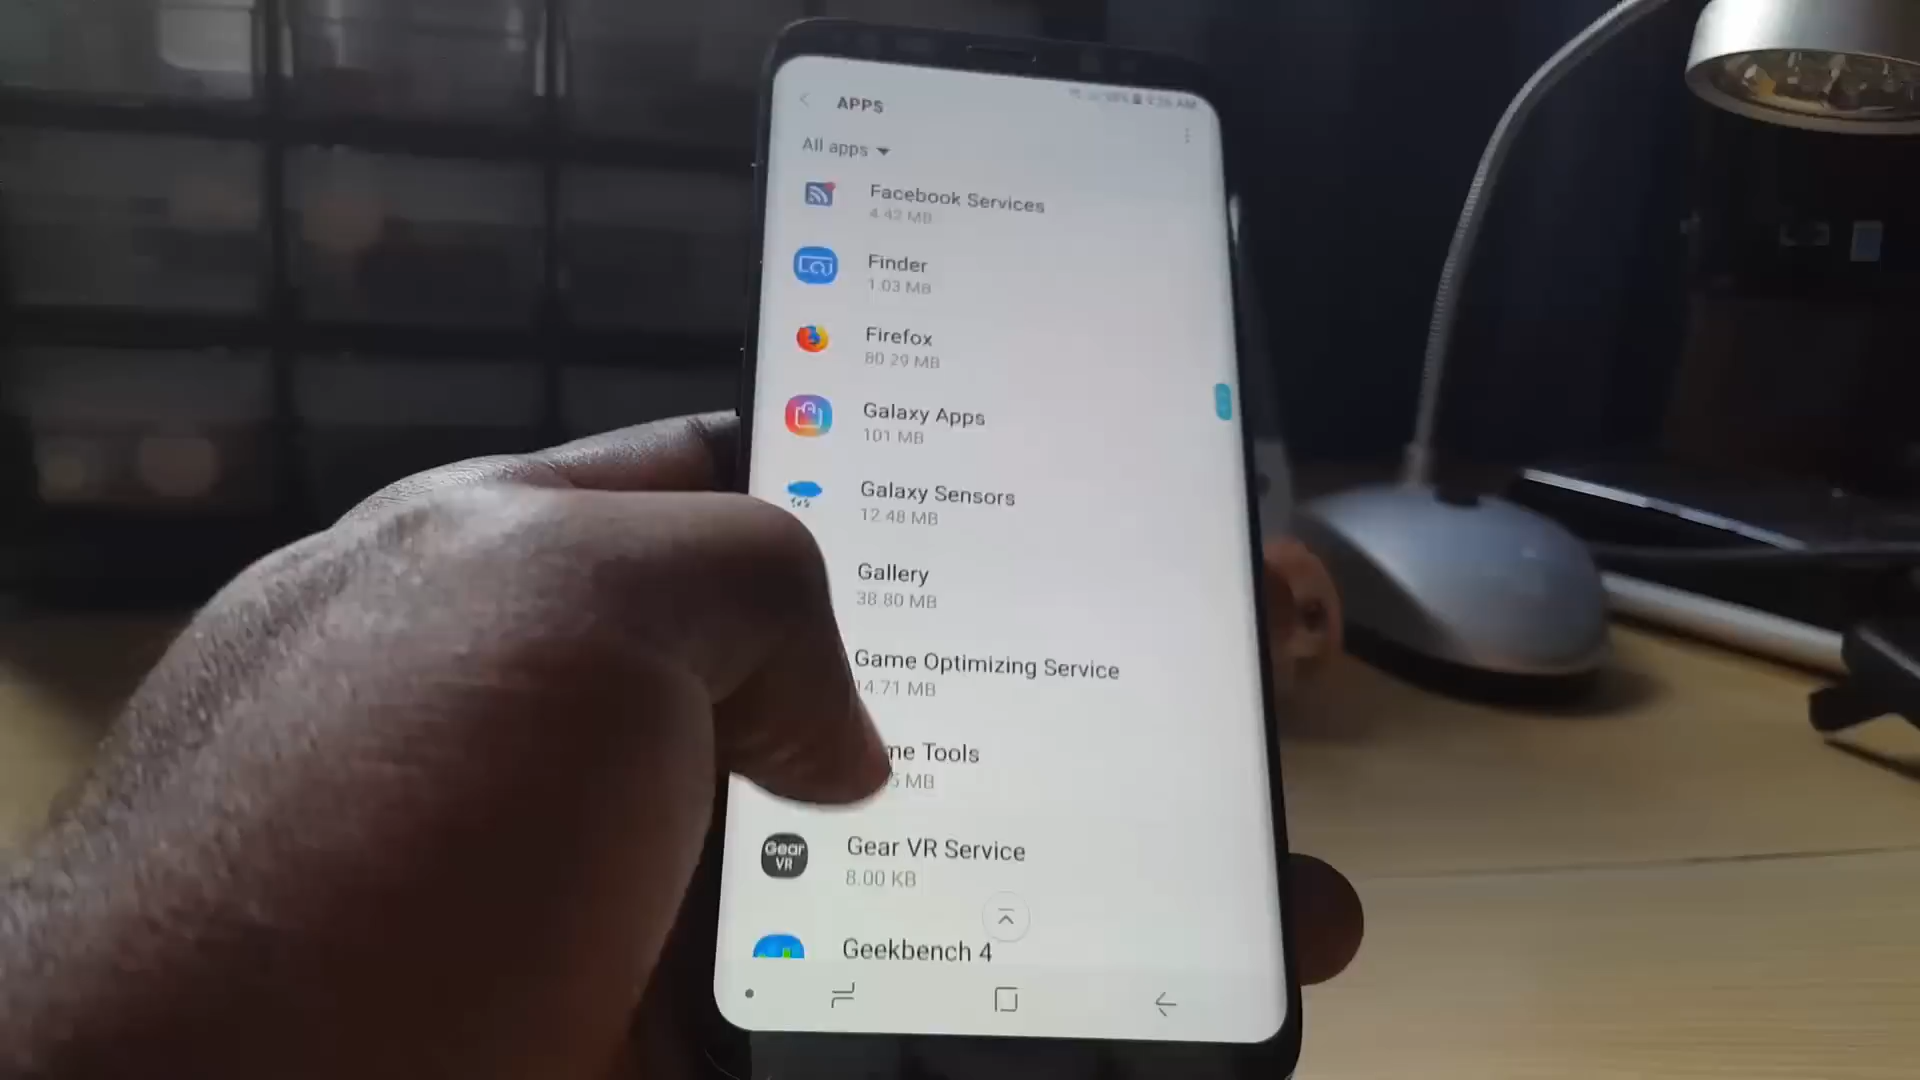 APPS
All apps
Facebook Services
4.42 MB
Finder
1.03 MB
Firefox
80.29 MB
Galaxy Apps
101 MB
Galaxy Sensors
12.48 MB
Gallery
38.80 MB
Game Optimizing Service
14.71 MB
me Tools
5 MB
Gear VR
Gear VR Service
8.00 KB
Geekbench 4